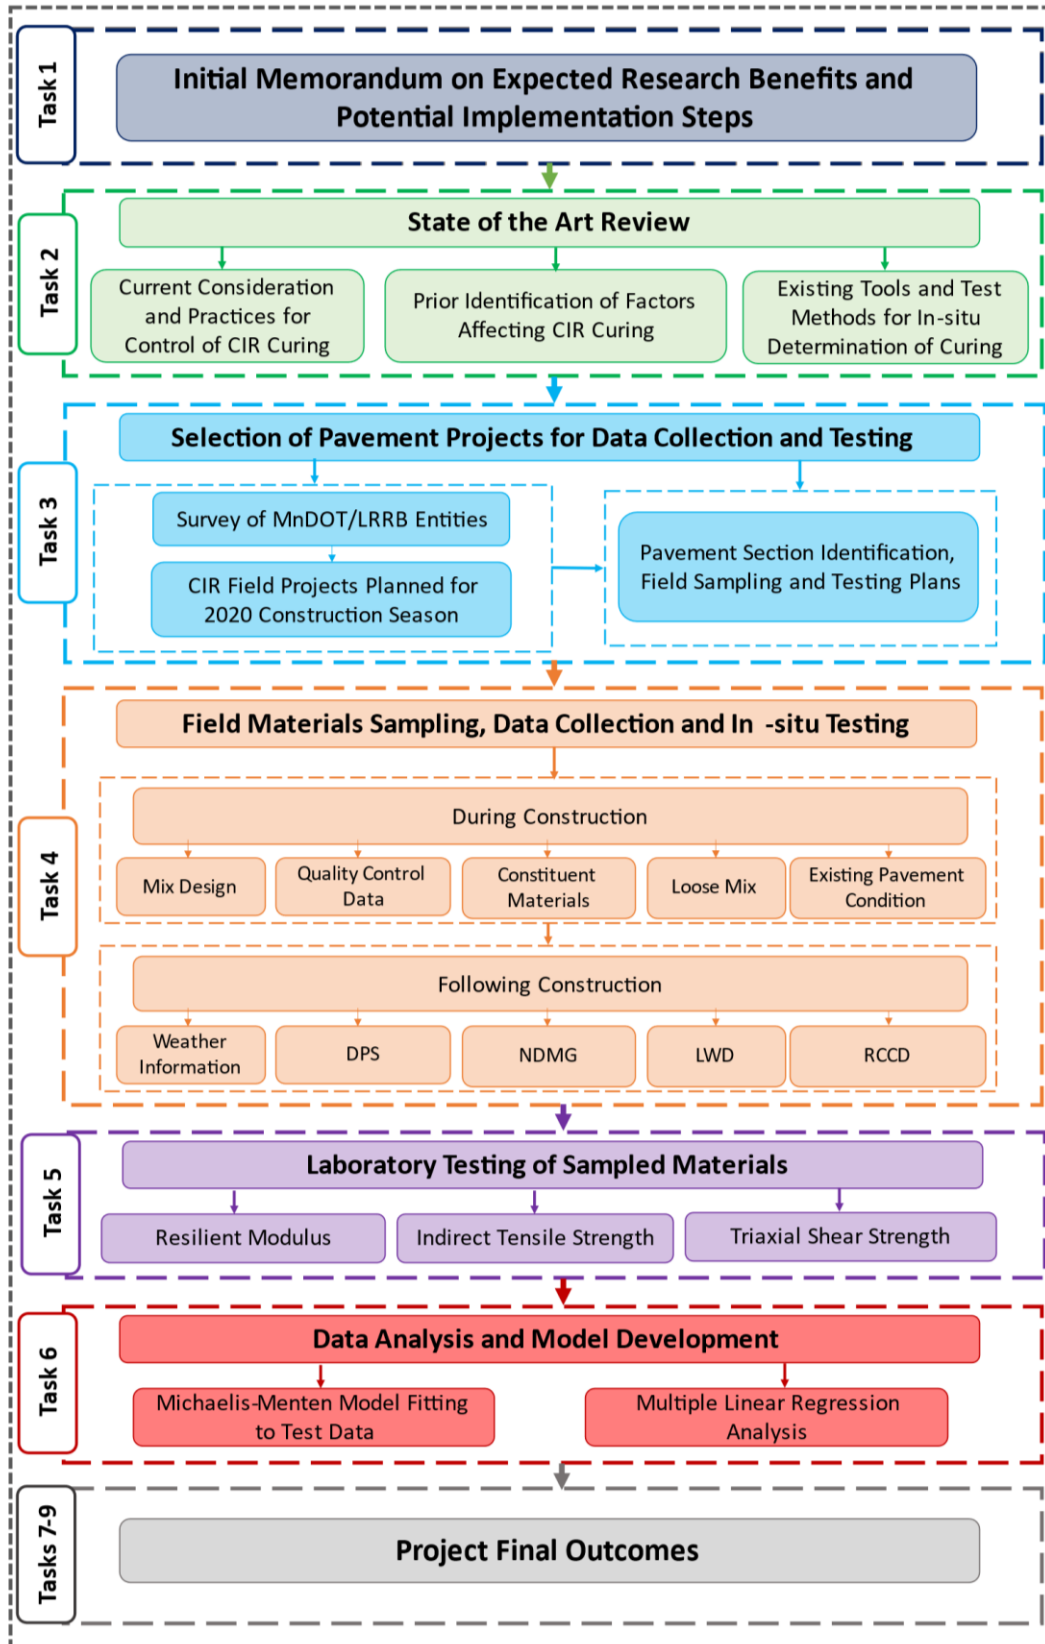 Task 1
Initial Memorandum on Expected Research Benefits and
Potential Implementation Steps
Task 2
State of the Art Review
Current Consideration
and Practices for
Control of CIR Curing
Prior Identification of Factors
Affecting CIR Curing
Existing Tools and Test
Methods for In-situ
Determination of Curing
Task 3
Selection of Pavement Projects for Data Collection and Testing
Survey of MnDOT/LRRB Entities
CIR Field Projects Planned for
2020 Construction Season
Pavement Section Identification,
Field Sampling and Testing Plans
Task 4
Field Materials Sampling, Data Collection and In -situ Testing
During Construction
Mix Design
Quality Control
Data
Constituent
Materials
Loose Mix
Existing Pavement
Condition
Following Construction
Weather
Information
DPS
NDMG
LWD
RCCD
Task 5
Laboratory Testing of Sampled Materials
Resilient Modulus
Indirect Tensile Strength
Triaxial Shear Strength
Task 6
Data Analysis and Model Development
Michaelis-Menten Model Fitting
to Test Data
Multiple Linear Regression
Analysis
Tasks 7-9
Project Final Outcomes